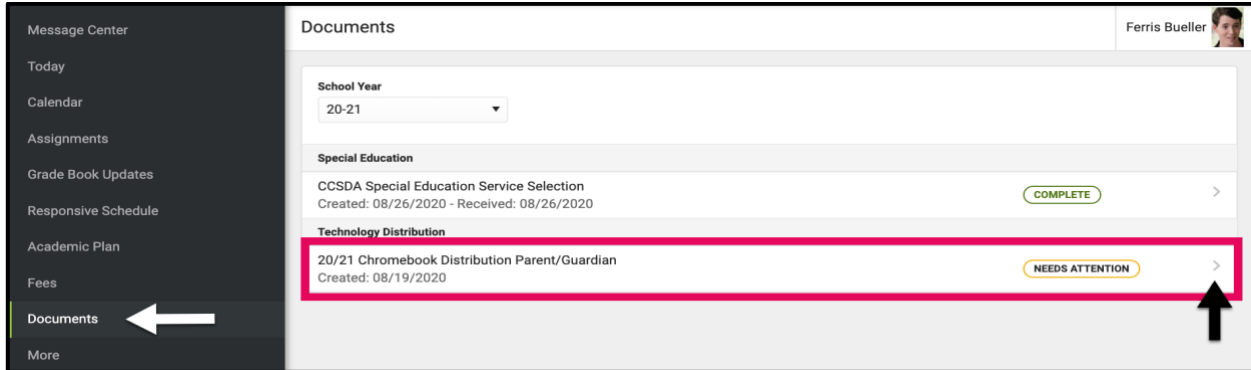 Message Center
Today
Calendar
Assignments
Grade Book Updates
Responsive Schedule
Academic Plan
Fees
Documents
More
Documents
Ferris Bueller
School Year
20-21
Special Education
CCSDA Special Education Service Selection
Created: 08/26/2020 - Received: 08/26/2020
COMPLETE
Technology Distribution
20/21 Chromebook Distribution Parent/Guardian
Created: 08/19/2020
NEEDS ATTENTION